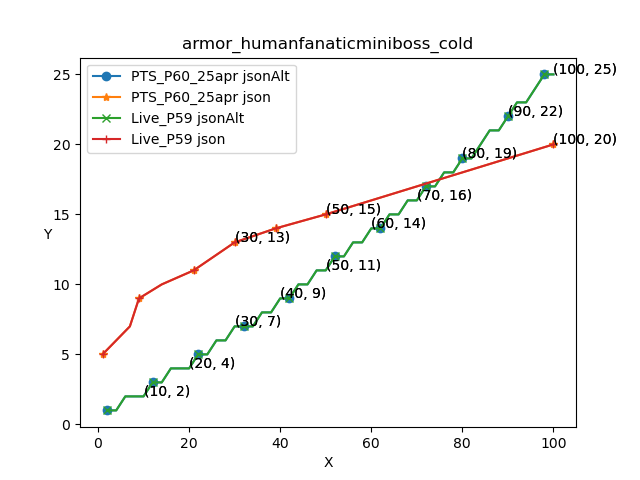 armor_humanfanaticminiboss_cold
PTS_P60_25apr jsonAlt
PTS_P60_25apr json
Live_P59 jsonAlt
Live_P59 json
(100, 25)
(90, 22)
(80, 19)
(100, 20)
(70, 16)
(50, 15)
(60, 14)
(30, 13)
(50, 11)
(40, 9)
(30, 7)
(20, 4)
(10, 2)
25
20
15
10
5
0
Y
0 20 40 60 80 100
X